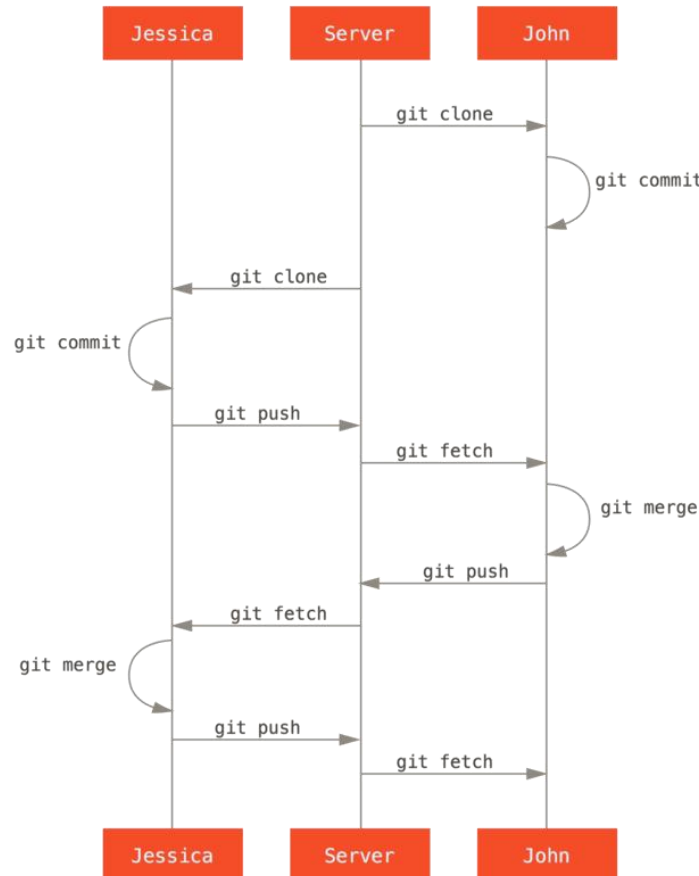 Jessica Server John
git clone
git commit
git clone
git commit
git push
git fetch
git merge
git push
git fetch
git merge
git push
git fetch
Jessica Server John